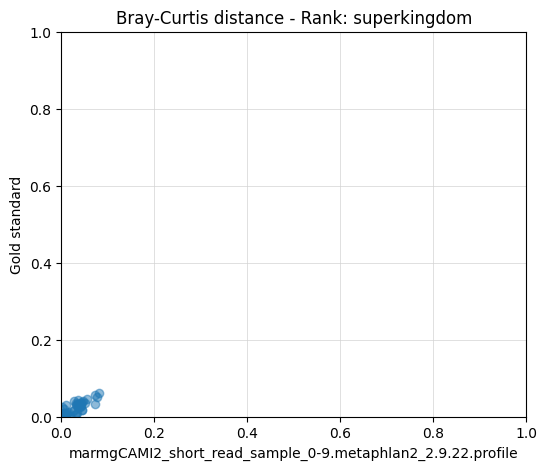 Bray-Curtis distance - Rank: superkingdom
1.0
0.8
0.6
0.4
0.2
0.0
Gold standard
0.0 0.2 0.4 0.6 0.8 1.0
marmgCAMI2_short_read_sample_0-9.metaphlan2_2.9.22.profile